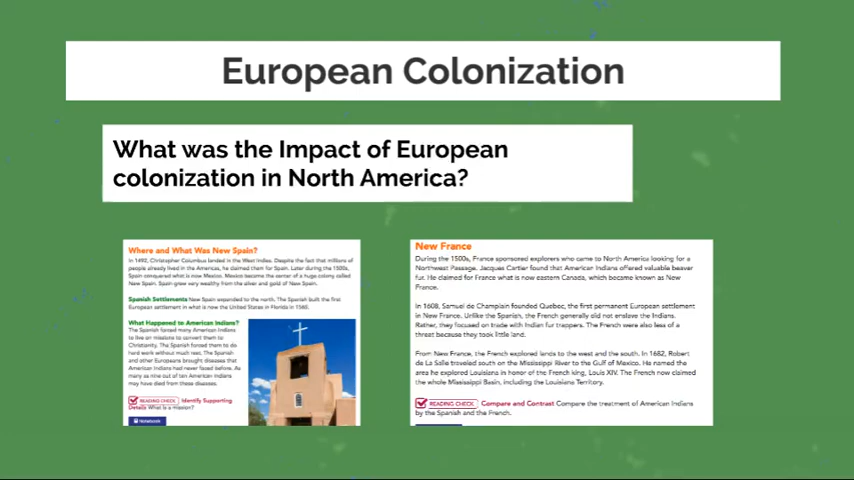 European Colonization
What was the Impact of European
colonization in North America?
Where and What Was New Spain?
In 1492, Christopher Columbus landed in the West Indies. Despite the fact that millions of
people already lived in the Americas, he claimed them for Spain. Later during the 1500s,
Spain conquered what is now Mexico. Mexico became the center of a huge colony called
New Spain. Spain grew very wealthy from the silver and gold of New Spain.
Spanish Settlements Now Spain expanded to the north. The Spanish built the first
European settlement in what is now the United States in Florida in 1565.
What Happened to American Indians?
The Spanish forced many American Indians
to live on missions to convert them to
Christianity. The Spanish forced them to do
hard work without much rest. The Spanish
and other Europeans brought diseases that
American Indians had never faced before. As
many as nine out of ten American Indians
may have died from these diseases.
READING CHECK Identify Supporting
Details What is a mission?
Notebook
New France
During the 1500s, France sponsored explorers who came to North America looking for a
Northwest Passage. Jacques Cartier found that American Indians offered valuable beaver
fur. He claimed for France what is now eastern Canada, which became known as New
France.
In 1608, Samuel de Champlain founded Quebec, the first permanent European settlement
in New France. Unlike the Spanish, the French generally did not enslave the Indians.
Rather, they focused on trade with Indian fur trappers. The French were also less of a
threat because they took little land.
From New France, the French explored lands to the west and the south. In 1682, Robert
de La Salle traveled south on the Mississippi River to the Gulf of Mexico. He named the
area he explored Louisiana in honor of the French king, Louis XIV. The French now claimed
the whole Mississippi Basin, including the Louisiana Territory.
READING CHECK Compare and Contrast Compare the treatment of American Indians
by the Spanish and the French.